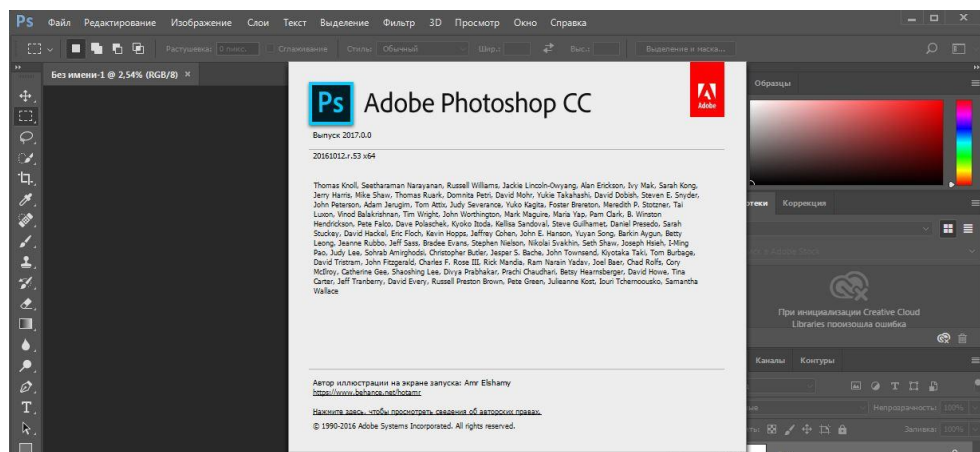 Ps Файл Редактирование Изображение Слои Текст Выделение Фильтр 3D Просмотр Окно Справка
Растушевка: 0 пикс. Сглаживание Стиль: Обычный Шир.: Выс.: Выделение и маска...
Без имени-1 @ 2,54% (RGB/8) ×
Образцы
Ps Adobe Photoshop CC
Adobe
Выпуск 2017.0.0
20161012.r.53 x64
Thomas Knoll, Seetharaman Narayanan, Russell Williams, Jackie Lincoln-Owyang, Alan Erickson, Ivy Mak, Sarah Kong,
Jerry Harris, Mike Shaw, Thomas Ruark, Domnita Petri, David Mohr, Yukie Takahashi, David Dobish, Steven E. Snyder,
John Peterson, Adam Jerugim, Tom Attix, Judy Severance, Yuko Kagita, Foster Brereton, Meredith P. Stotzner, Tai
Luxon, Vinod Balakrishnan, Tim Wright, John Worthington, Mark Maguire, Maria Yap, Pam Clark, B. Winston
Hendrickson, Pete Falco, Dave Polaschek, Kyoko Itoda, Kellisa Sandoval, Steve Guilhamet, Daniel Presedo, Sarah
Stuckey, David Hackel, Eric Floch, Kevin Hopps, Jeffrey Cohen, John E. Hanson, Yuyan Song, Barkin Aygun, Betty
Leong, Jeanne Rubbo, Jeff Sass, Bradee Evans, Stephen Nielson, Nikolai Svakhin, Seth Shaw, Joseph Hsieh, I-Ming
Pao, Judy Lee, Sohrab Amirghodsi, Christopher Butler, Jesper S. Bache, John Townsend, Kiyotaka Taki, Tom Burbage,
David Tristram, John Fitzgerald, Charles F. Rose III, Rick Mandia, Ram Narain Yadav, Joel Baer, Chad Rolfs, Cory
McIlroy, Catherine Gee, Shaoshing Lee, Divya Prabhakar, Prachi Chaudhari, Betsy Hearnsberger, David Howe, Tina
Carter, Jeff Tranberry, David Every, Russell Preston Brown, Pete Green, Julieanne Kost, Iouri Tchernoousko, Samantha
Wallace
отеки Коррекция
При инициализации Creative Cloud
Libraries произошла ошибка
Каналы Контуры
Автор иллюстрации на экране запуска: Amr Elshamy
https://www.behance.net/hotamr
Непрозрачность: 100%
Нажмите здесь, чтобы просмотреть сведения об авторских правах.
© 1990-2016 Adobe Systems Incorporated. All rights reserved.
Заливка: 100%